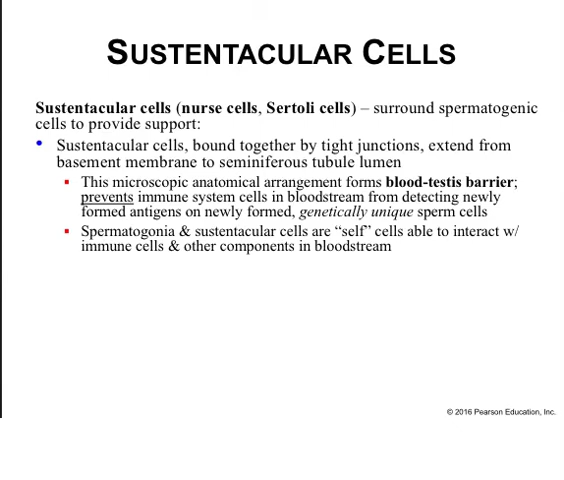 SUSTENTACULAR CELLS
Sustentacular cells (nurse cells, Sertoli cells) – surround spermatogenic
cells to provide support:
• Sustentacular cells, bound together by tight junctions, extend from
basement membrane to seminiferous tubule lumen
▪ This microscopic anatomical arrangement forms blood-testis barrier;
prevents immune system cells in bloodstream from detecting newly
formed antigens on newly formed, genetically unique sperm cells
▪ Spermatogonia & sustentacular cells are “self” cells able to interact w/
immune cells & other components in bloodstream
© 2016 Pearson Education, Inc.